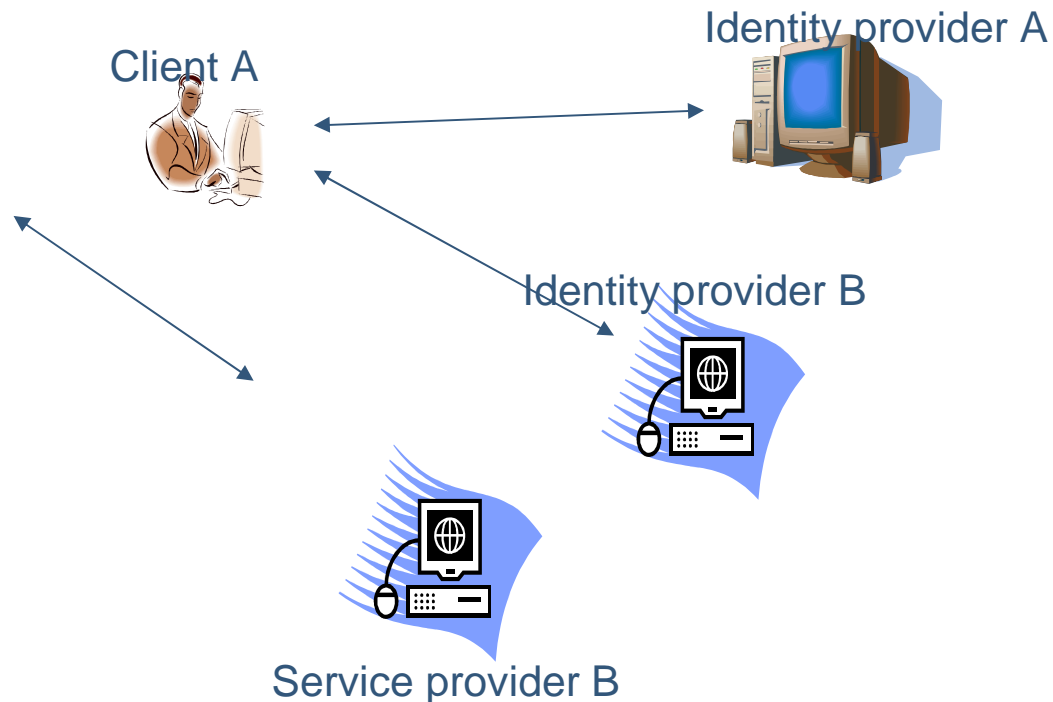 Identity provider A
Client A
Identity provider B
Service provider B